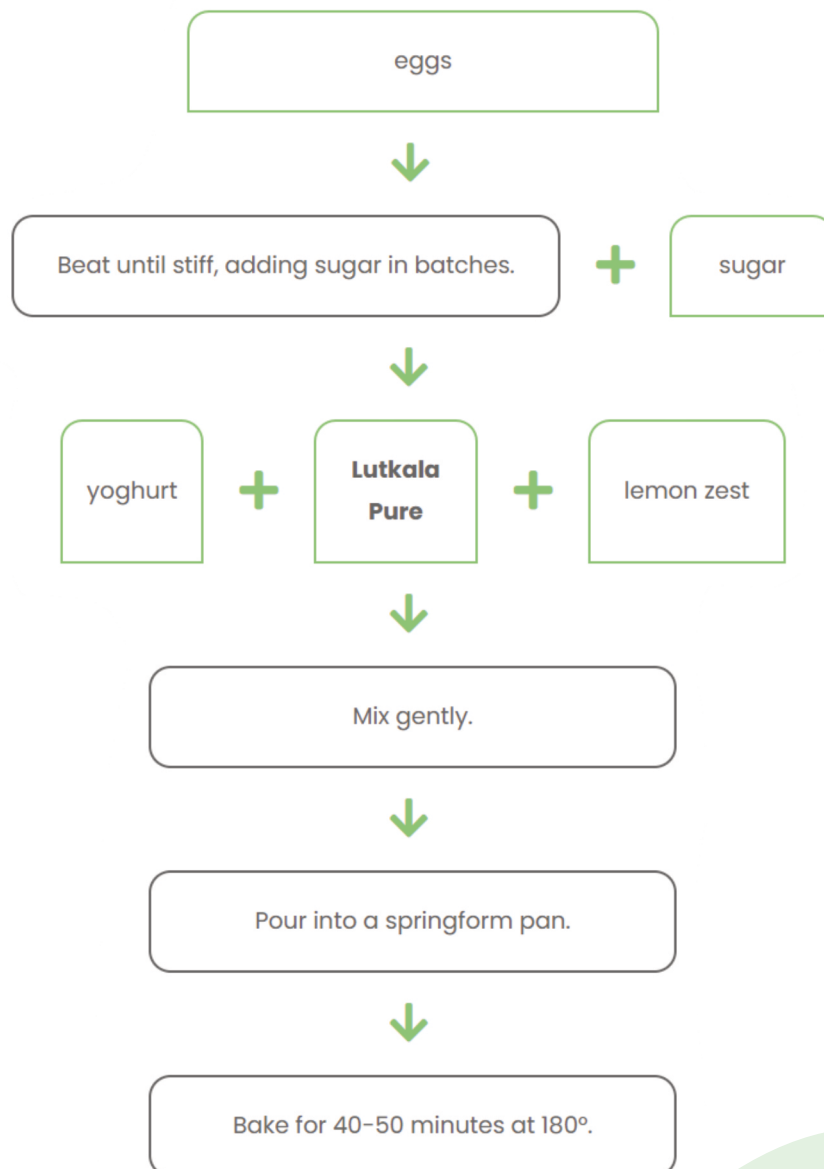 eggs
Beat until stiff, adding sugar in batches.
sugar
yoghurt
Lutkala
Pure
lemon zest
Mix gently.
Pour into a springform pan.
Bake for 40-50 minutes at 180º.